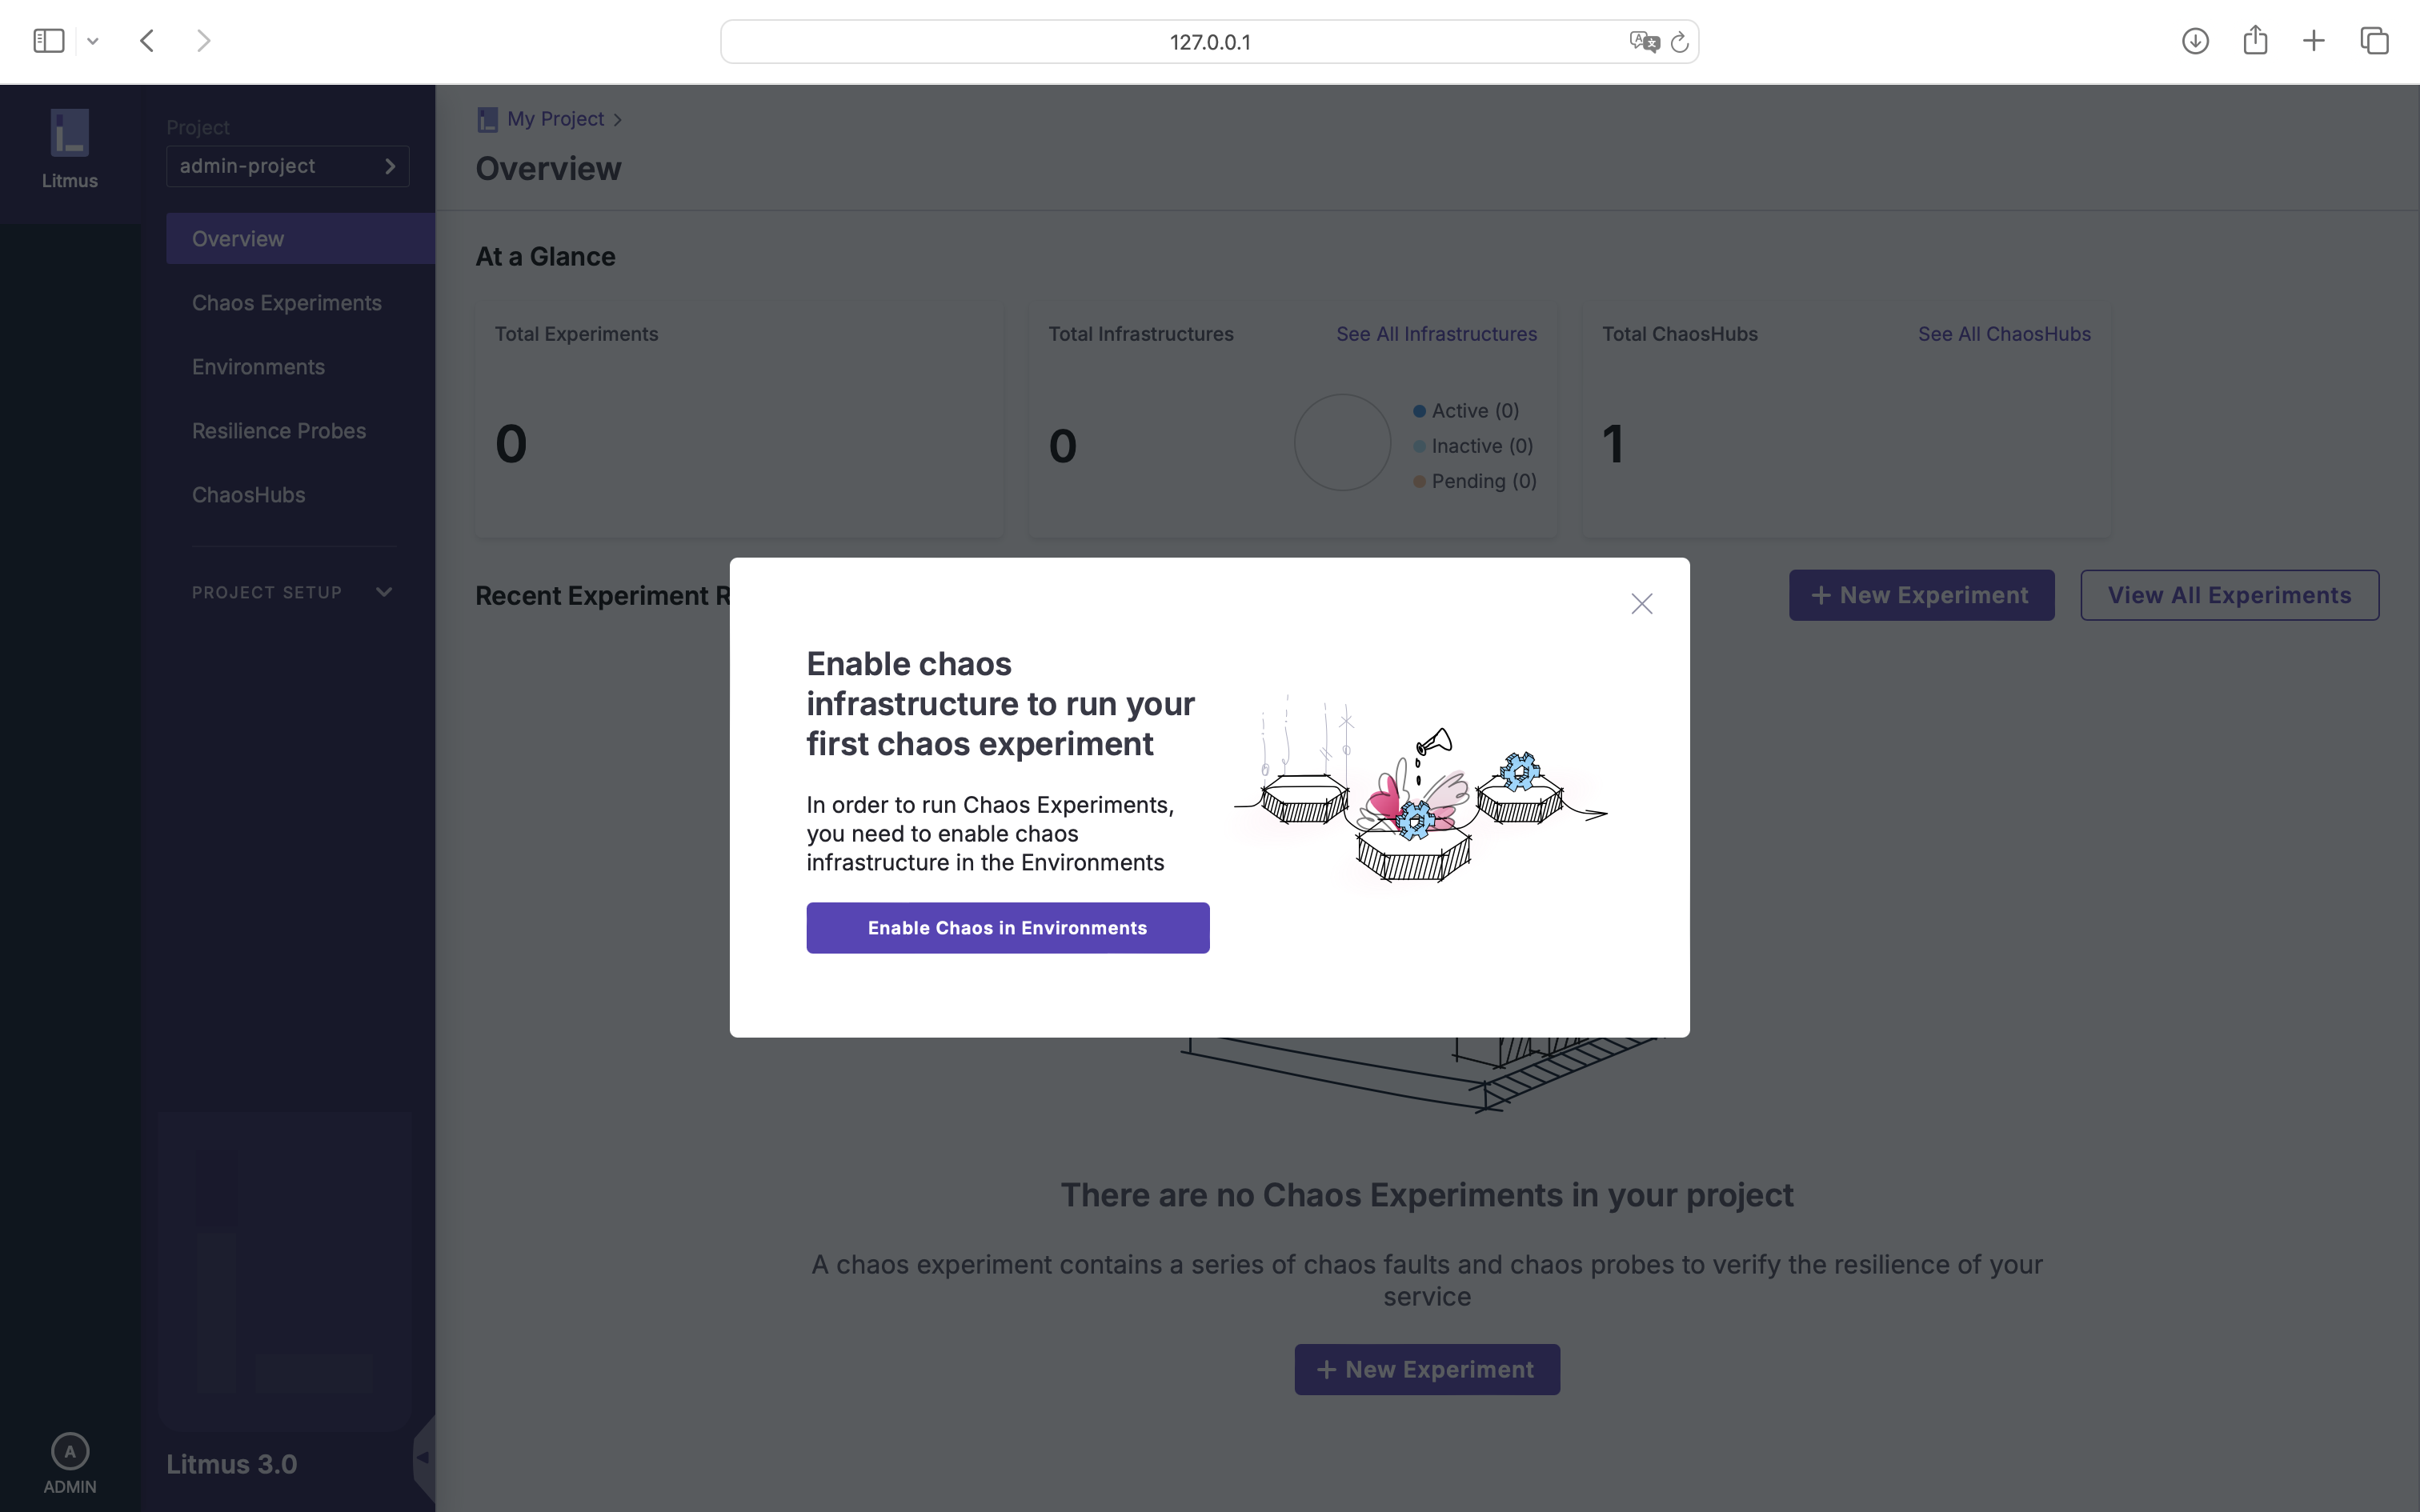 127.0.0.1
Litmus
Project
admin-project
Overview
Chaos Experiments
Environments
Resilience Probes
ChaosHubs
PROJECT SETUP
Litmus 3.0
A
ADMIN
My Project
Overview
At a Glance
Total Experiments
0
Total Infrastructures
See All Infrastructures
0
Active (0)
Inactive (0)
Pending (0)
Total ChaosHubs
See All ChaosHubs
1
Recent Experiment R
+ New Experiment
View All Experiments
Enable chaos
infrastructure to run your
first chaos experiment
In order to run Chaos Experiments,
you need to enable chaos
infrastructure in the Environments
Enable Chaos in Environments
There are no Chaos Experiments in your project
A chaos experiment contains a series of chaos faults and chaos probes to verify the resilience of your
service
+ New Experiment